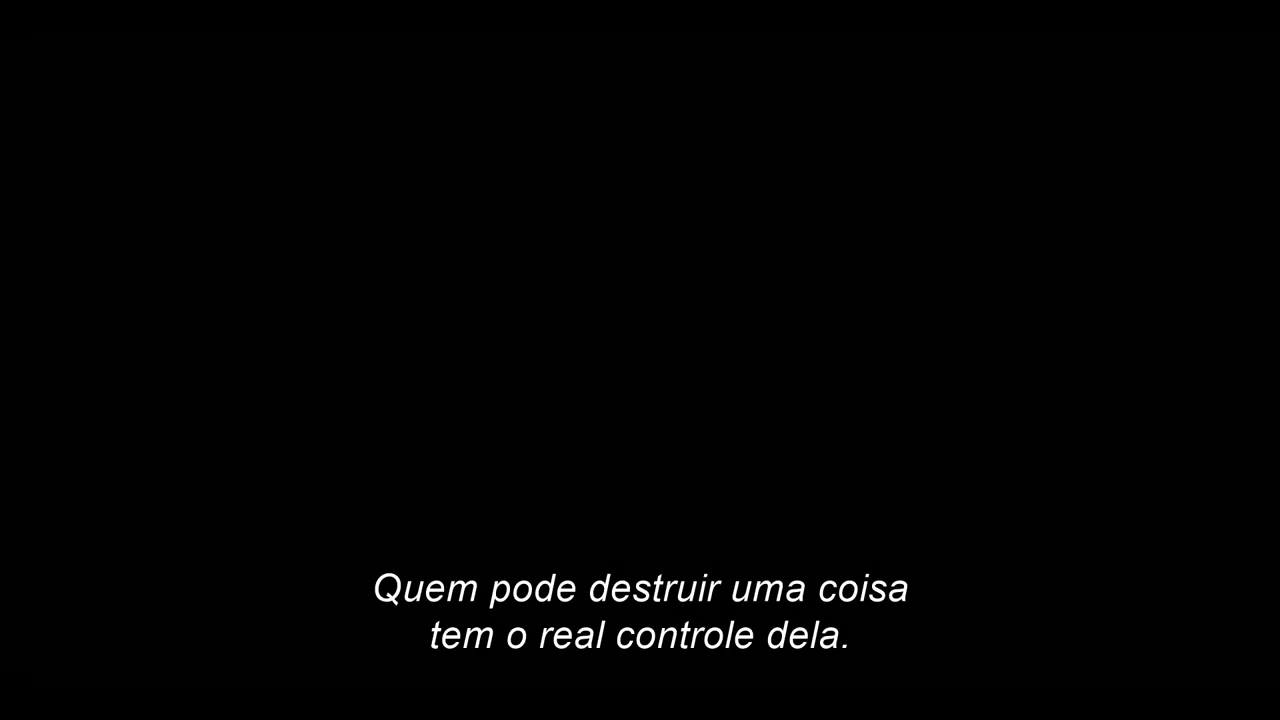 Quem pode destruir uma coisa
tem o real controle dela.